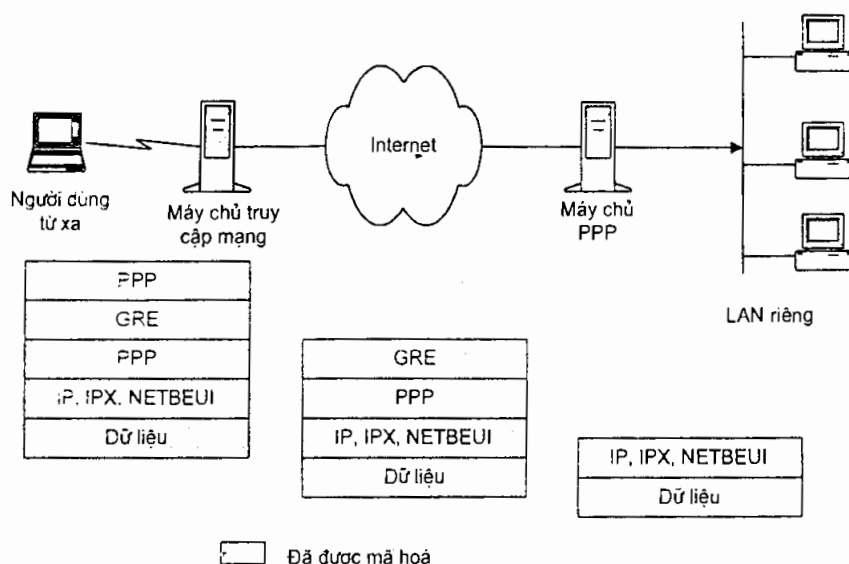 Internet
Người dùng
từ xa
Máy chủ truy
cập mạng
Máy chủ
PPP
LAN riêng
PPP
GRE
PPP
IP, IPX, NETBEUI
Dữ liệu
GRE
PPP
IP, IPX, NETBEUI
Dữ liệu
IP, IPX, NETBEUI
Dữ liệu
Đã được mã hoá